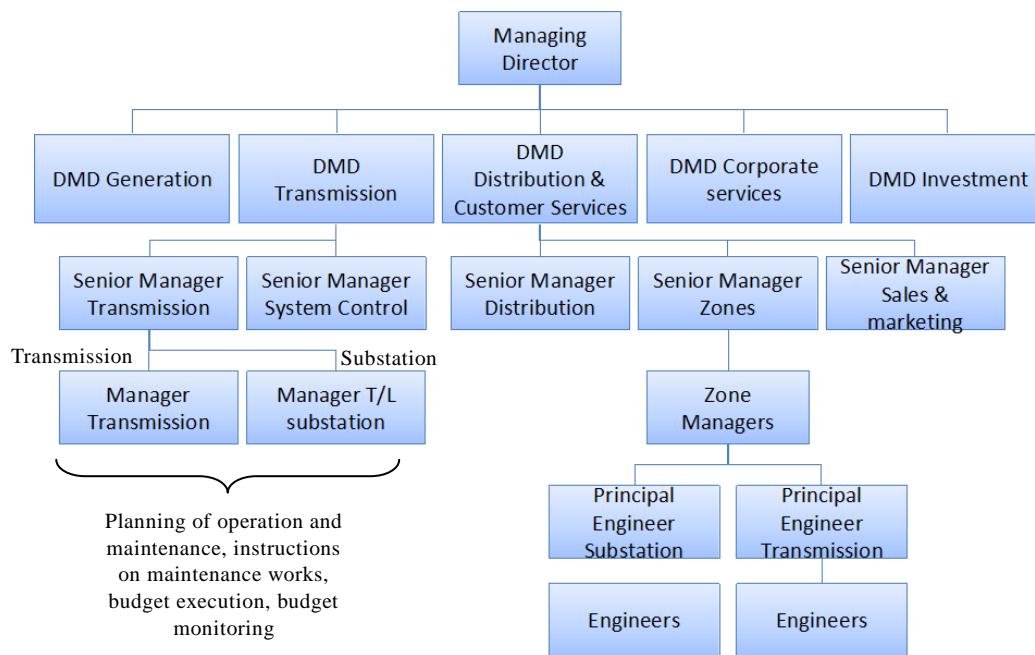 Managing
Director
DMD Generation
DMD
Transmission
DMD
Distribution &
Customer Services
DMD Corporate
services
DMD Investment
Senior Manager
Transmission
Senior Manager
System Control
Senior Manager
Distribution
Senior Manager
Zones
Senior Manager
Sales &
marketing
Transmission
Substation
Manager
Transmission
Manager T/L
substation
Zone
Managers
Planning of operation and
maintenance, instructions
on maintenance works,
budget execution, budget
monitoring
Principal
Engineer
Substation
Principal
Engineer
Transmission
Engineers
Engineers